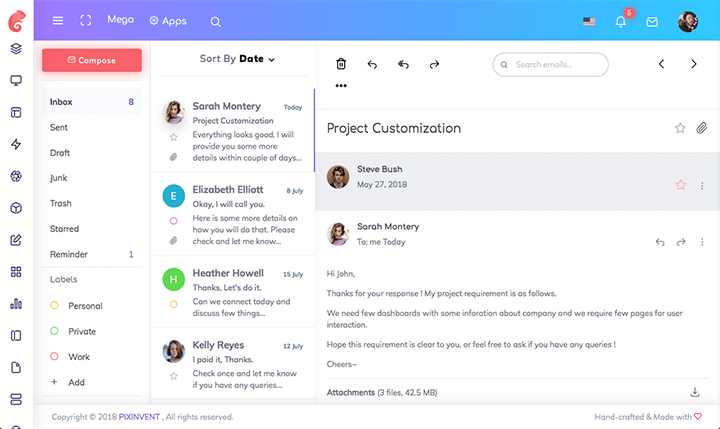 Mega
Apps
5
Compose
Inbox 8
Sent
Draft
Junk
Trash
Starred
Reminder 1
Labels
Personal
Private
Work
+ Add
Sort By Date
Sarah Montery Today
Project Customization
Everything looks good. I will
provide you some more
details within couple of days...
E
Elizabeth Elliott 8 July
Okay, I will call you.
Here is some more details on
how you will do that. Please
check and let me know...
H
Heather Howell 15 July
Thanks, Let's do it.
Can we connect today and
discuss few things...
Kelly Reyes 12 July
I paid it, Thanks.
Check once and let me know
if you have any queries...
Search emails...
Project Customization
Steve Bush
May 27, 2018
Sarah Montery
To: me Today
Hi John,
Thanks for your response ! My project requirement is as follows.
We need few dashboards with some inforation about company and we require few pages for user
interaction.
Hope this requirement is clear to you, or feel free to ask if you have any queries !
Cheers~
Attachments (3 files, 42.5 MB)
Copyright © 2018 PIXINVENT , All rights reserved.
Hand-crafted & Made with